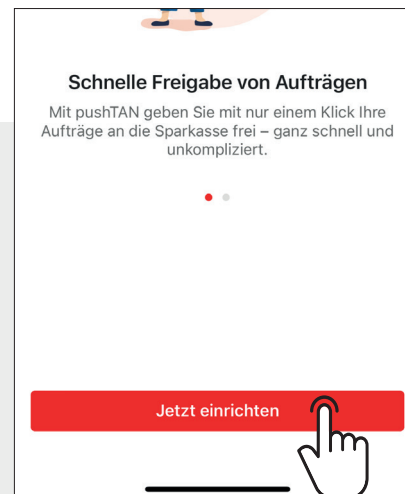 Schnelle Freigabe von Aufträgen
Mit pushTAN geben Sie mit nur einem Klick Ihre
Aufträge an die Sparkasse frei – ganz schnell und
unkompliziert.
Jetzt einrichten